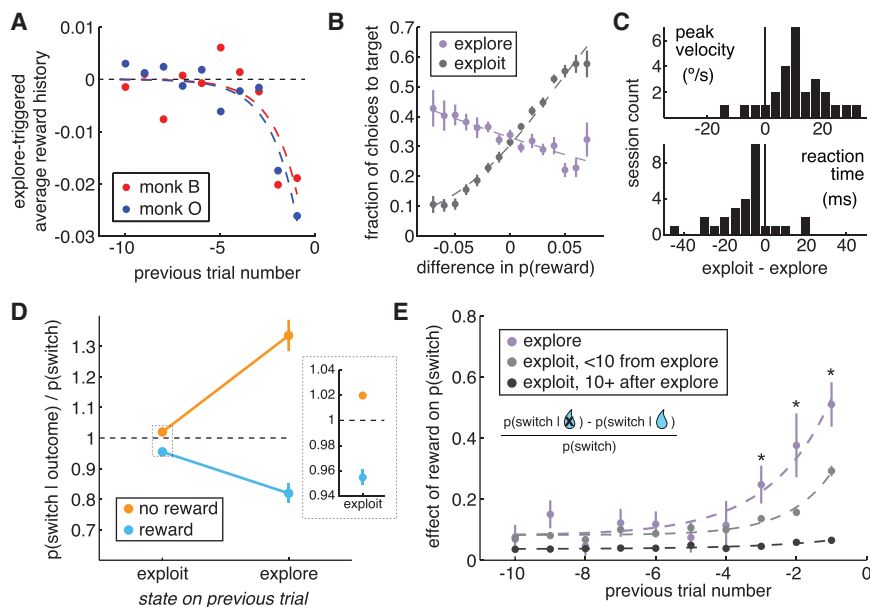 A
explore-triggered
average reward history
0.01
0.005
0
-0.01
-0.02
-0.03
monk B
monk O
-10
-5
0
previous trial number
B
fraction of choices to target
0.7
0.6
0.5
0.4
0.3
0.2
0.1
0
explore
exploit
-0.05
0
0.05
difference in p(reward)
C
session count
peak
velocity
(º/s)
6
4
2
-20
0
20
reaction
time
(ms)
8
6
4
2
-40
-20
0
20
40
exploit - explore
D
p(switch | outcome) / p(switch)
1.3
1.2
1.1
1
0.9
0.8
0.7
no reward
reward
exploit
explore
state on previous trial
1.04
1.02
1.00
0.98
0.96
0.94
exploit
E
effect of reward on p(switch)
0.8
0.6
0.4
0.2
0
explore
exploit, <10 from explore
exploit, 10+ after explore
p(switch | ) - p(switch | )
p(switch)
* * *
-10
-8
-6
-4
-2
0
previous trial number